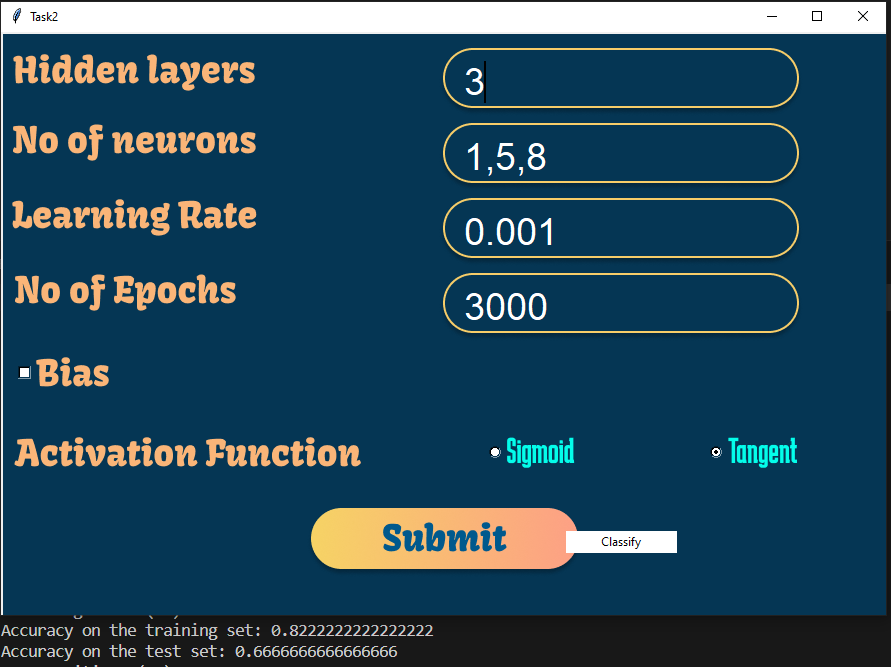 Task2
Hidden layers 3
No of neurons 1,5,8
Learning Rate 0.001
No of Epochs 3000
Bias
Activation Function Sigmoid Tangent
Submit Classify
Accuracy on the training set: 0.8222222222222222
Accuracy on the test set: 0.6666666666666666